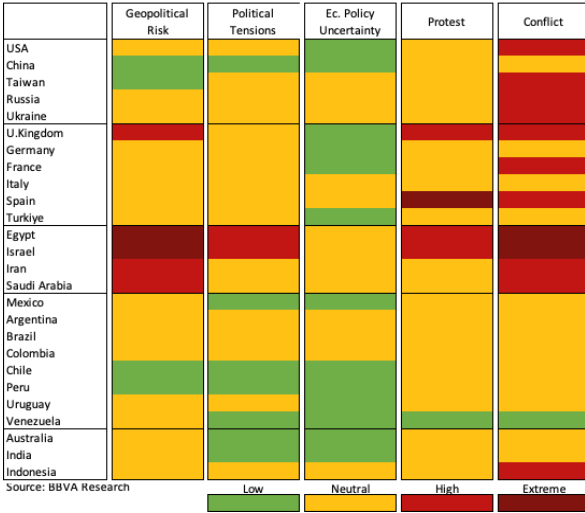 Geopolitical Risk Political Tensions Ec. Policy Uncertainty Protest Conflict
USA
China
Taiwan
Russia
Ukraine
U.Kingdom
Germany
France
Italy
Spain
Turkiye
Egypt
Israel
Iran
Saudi Arabia
Mexico
Argentina
Brazil
Colombia
Chile
Peru
Uruguay
Venezuela
Australia
India
Indonesia
Source: BBVA Research Low Neutral High Extreme